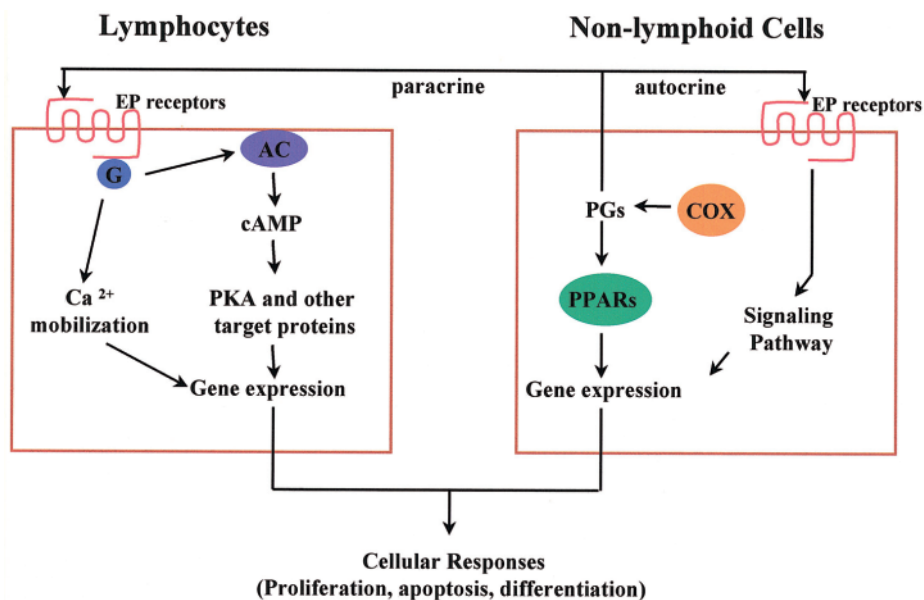 Lymphocytes
Non-lymphoid Cells
paracrine
autocrine
EP receptors
EP receptors
G
AC
cAMP
PKA and other
target proteins
Ca 2+
mobilization
Gene expression
PGs
COX
PPARs
Signaling
Pathway
Gene expression
Cellular Responses
(Proliferation, apoptosis, differentiation)